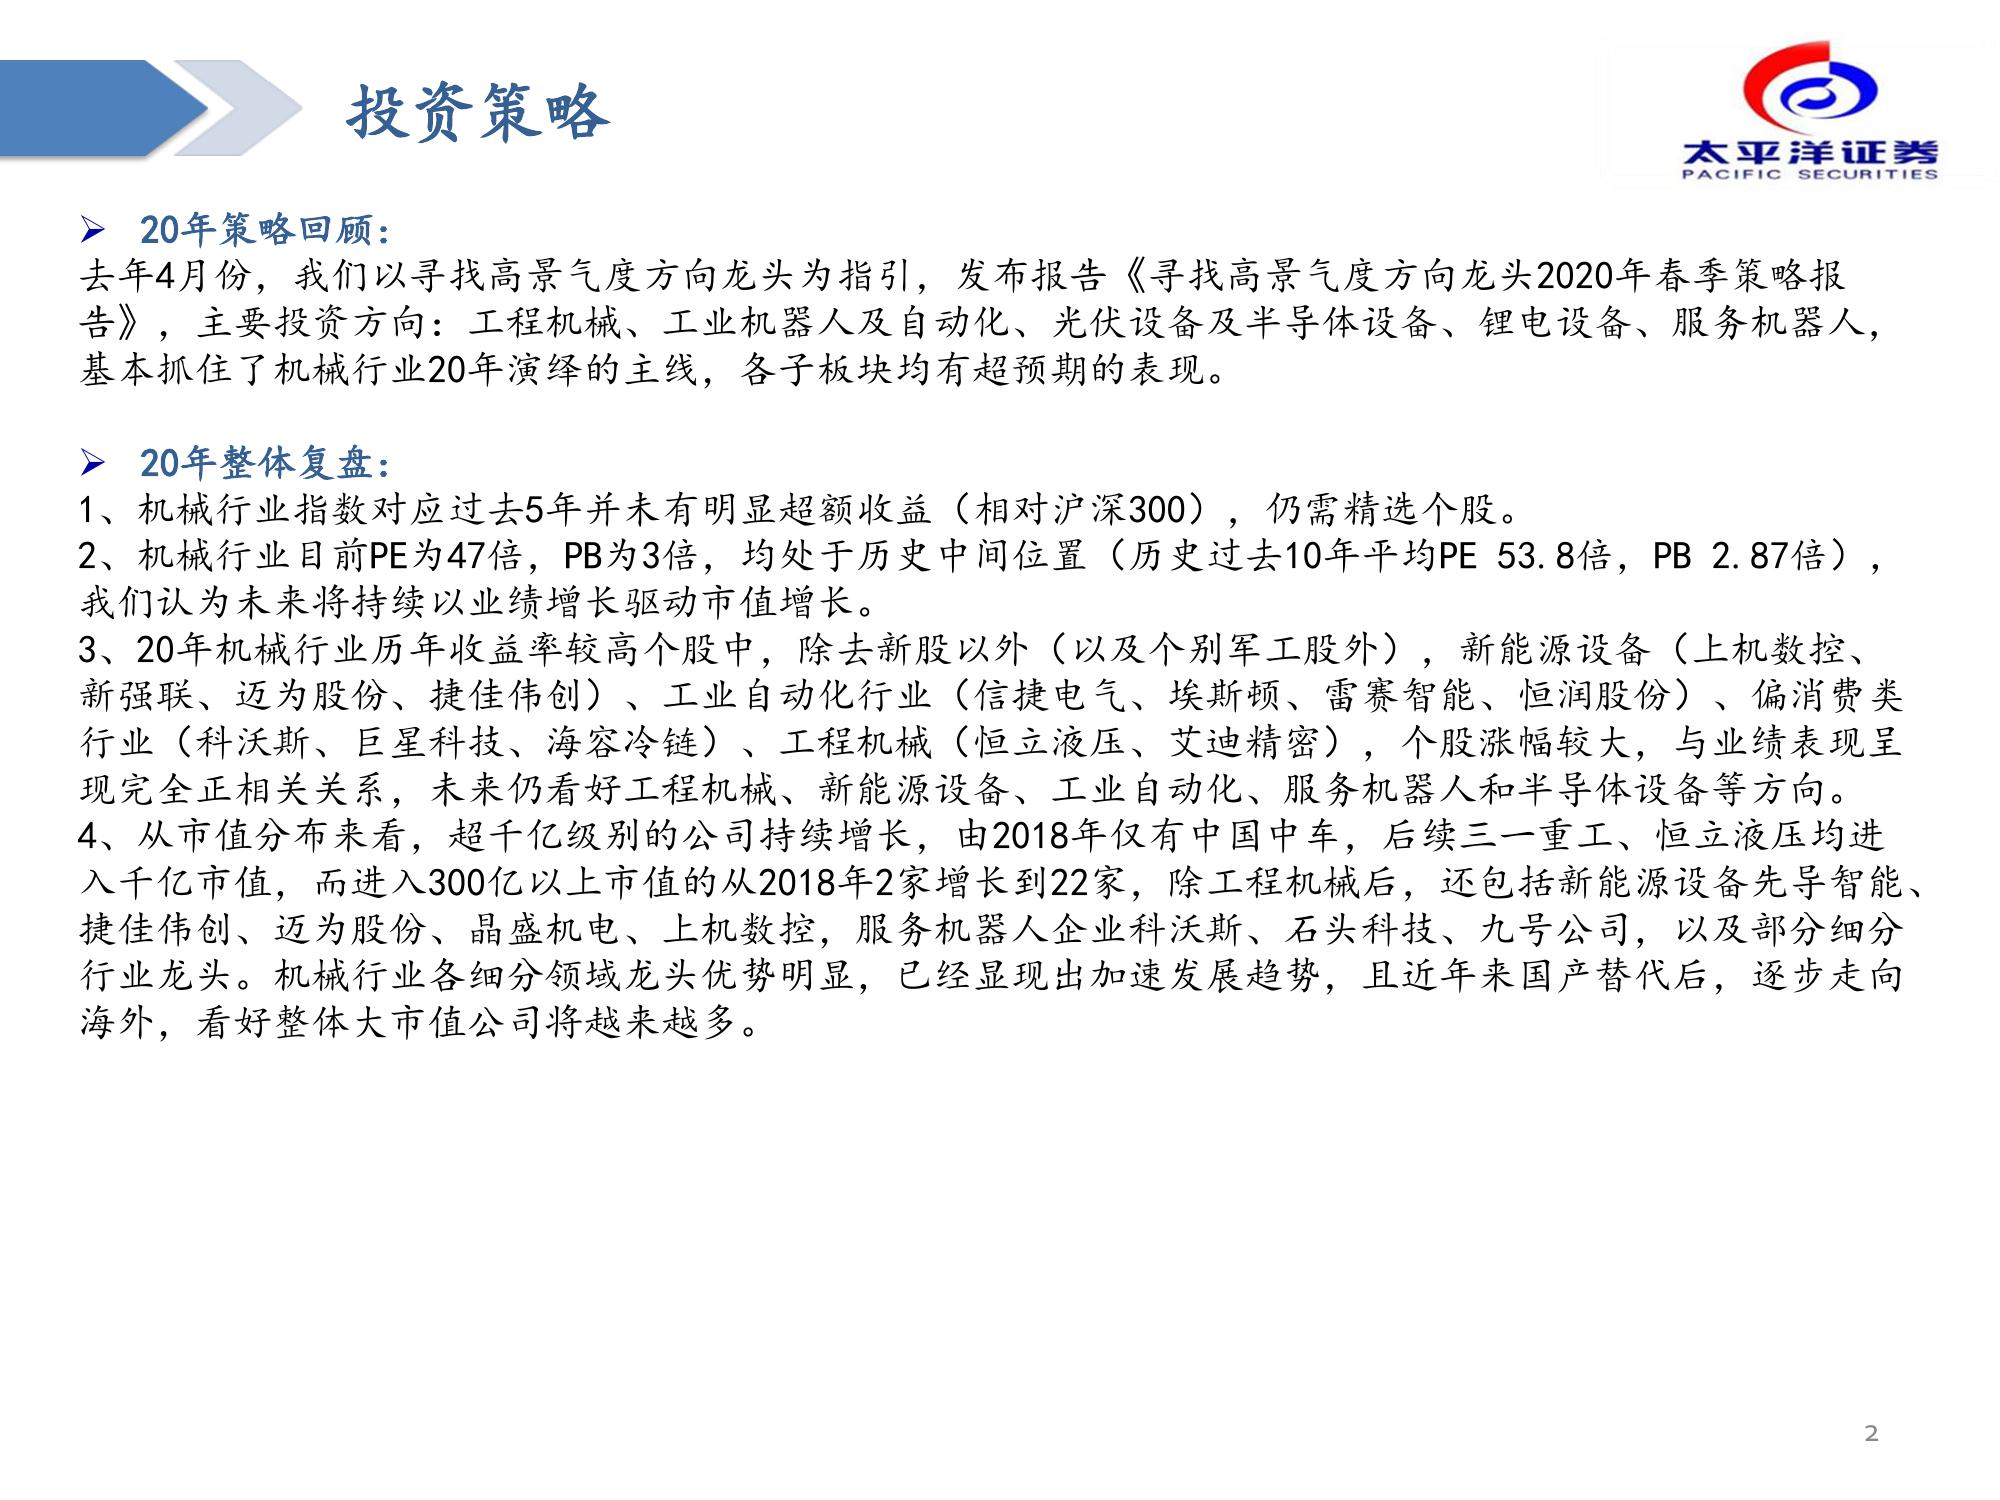 投资策略
太平洋证券
PACIFIC SECURITIES
20年策略回顾：
去年4月份，我们以寻找高景气度方向龙头为指引，发布报告《寻找高景气度方向龙头2020年春季策略报
告》，主要投资方向：工程机械、工业机器人及自动化、光伏设备及半导体设备、锂电设备、服务机器人，
基本抓住了机械行业20年演绎的主线，各子板块均有超预期的表现。
20年整体复盘：
1、机械行业指数对应过去5年并未有明显超额收益（相对沪深300），仍需精选个股。
2、机械行业目前PE为47倍，PB为3倍，均处于历史中间位置（历史过去10年平均PE 53.8倍，PB 2.87倍），
我们认为未来将持续以业绩增长驱动市值增长。
3、20年机械行业历年收益率较高个股中，除去新股以外（以及个别军工股外），新能源设备（上机数控、
新强联、迈为股份、捷佳伟创）、工业自动化行业（信捷电气、埃斯顿、雷赛智能、恒润股份）、偏消费类
行业（科沃斯、巨星科技、海容冷链）、工程机械（恒立液压、艾迪精密），个股涨幅较大，与业绩表现呈
现完全正相关关系，未来仍看好工程机械、新能源设备、工业自动化、服务机器人和半导体设备等方向。
4、从市值分布来看，超千亿级别的公司持续增长，由2018年仅有中国中车，后续三一重工、恒立液压均进
入千亿市值，而进入300亿以上市值的从2018年2家增长到22家，除工程机械后，还包括新能源设备先导智能、
捷佳伟创、迈为股份、晶盛机电、上机数控，服务机器人企业科沃斯、石头科技、九号公司，以及部分细分
行业龙头。机械行业各细分领域龙头优势明显，已经显现出加速发展趋势，且近年来国产替代后，逐步走向
海外，看好整体大市值公司将越来越多。
2